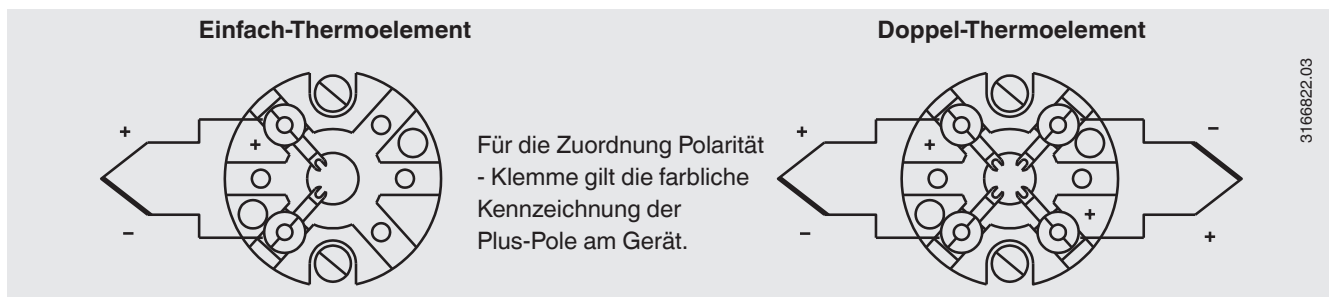 Einfach-Thermoelement
+
+
–
Für die Zuordnung Polarität
- Klemme gilt die farbliche
Kennzeichnung der
Plus-Pole am Gerät.
Doppel-Thermoelement
+
+
–
–
+
+
3166822.03